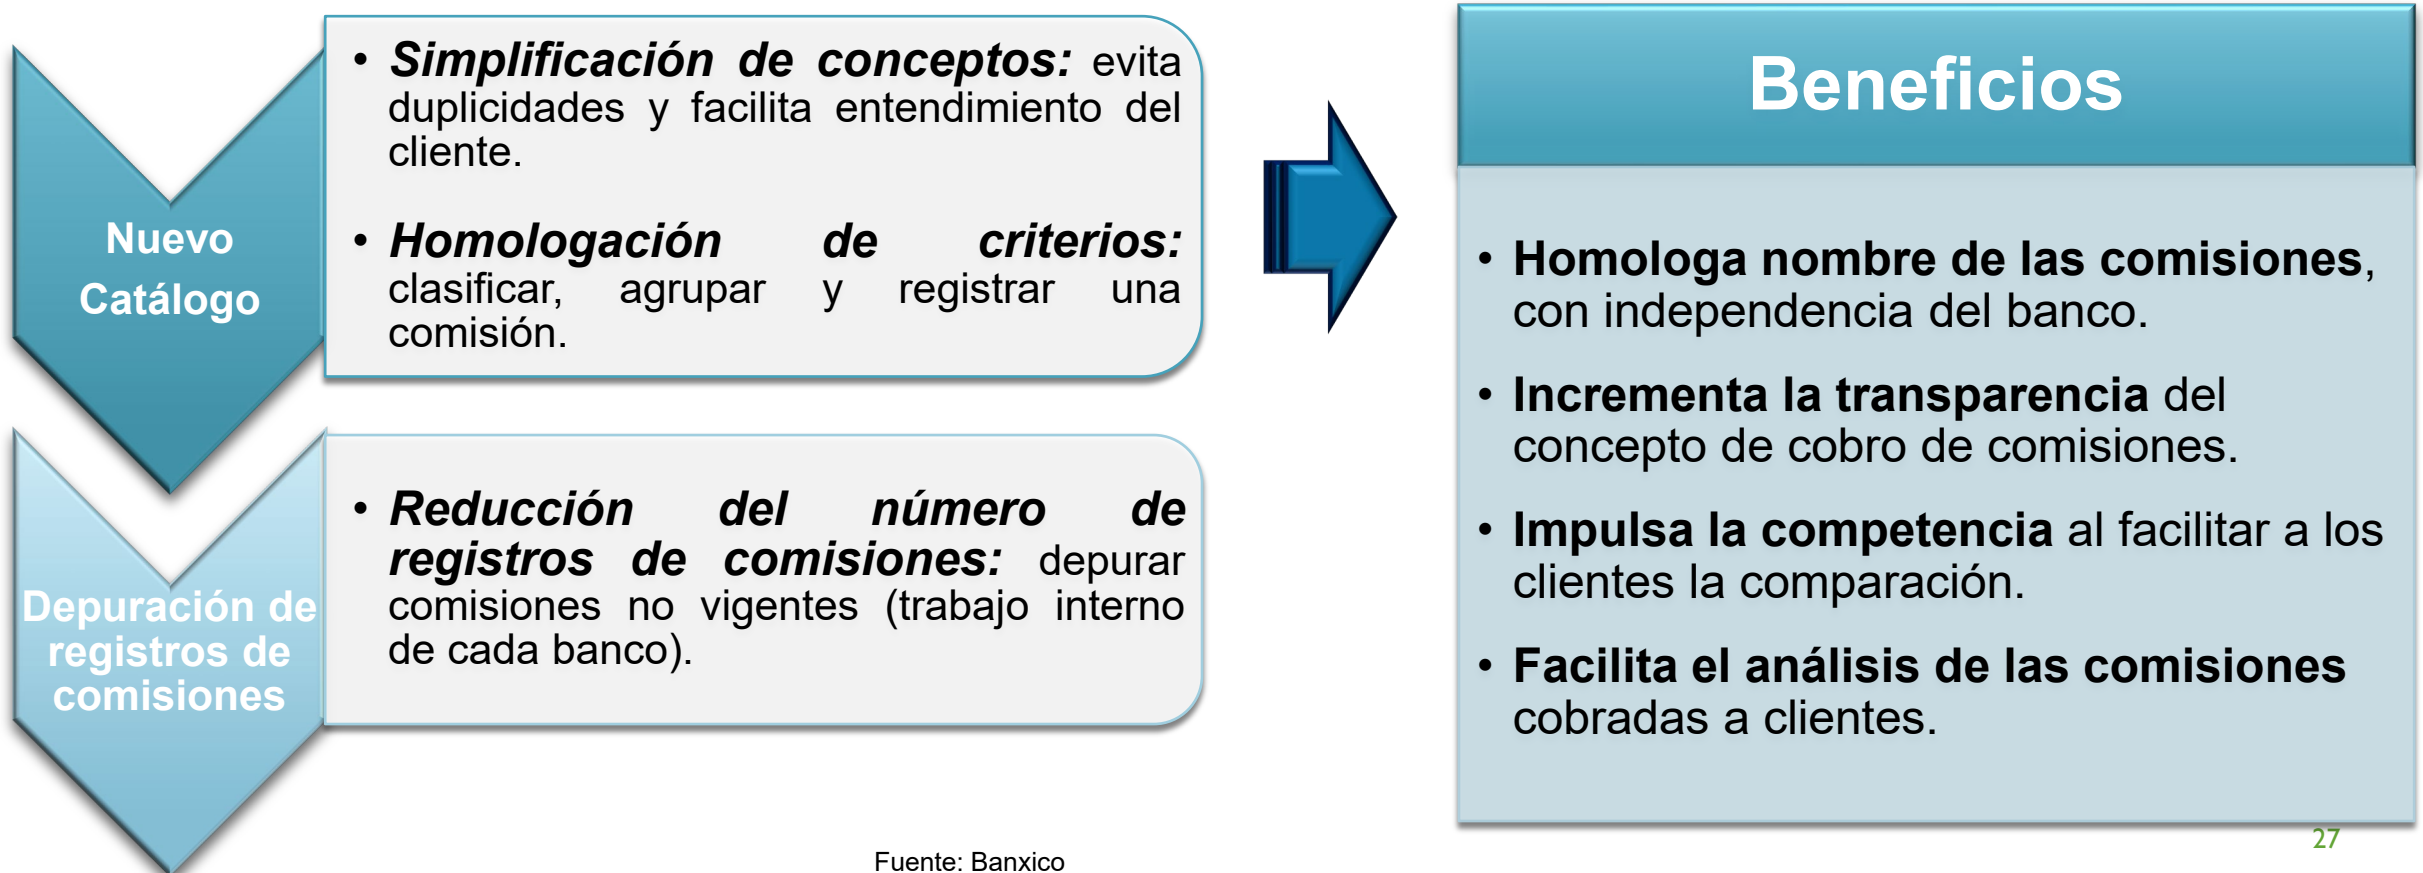 Nuevo
Catálogo
• Simplificación de conceptos: evita
duplicidades y facilita entendimiento del
cliente.
• Homologación de criterios:
clasificar, agrupar y registrar una
comisión.
Depuración de
registros de
comisiones
• Reducción del número de
registros de comisiones: depurar
comisiones no vigentes (trabajo interno
de cada banco).
Beneficios
• Homologa nombre de las comisiones,
con independencia del banco.
• Incrementa la transparencia del
concepto de cobro de comisiones.
• Impulsa la competencia al facilitar a los
clientes la comparación.
• Facilita el análisis de las comisiones
cobradas a clientes.
27
Fuente: Banxico